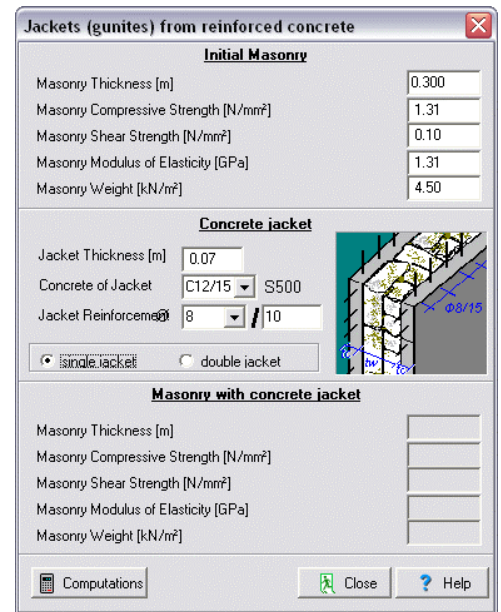 Jackets (gunites) from reinforced concrete
Initial Masonry
Masonry Thickness [m] 0.300
Masonry Compressive Strength [N/mm²] 1.31
Masonry Shear Strength [N/mm²] 0.10
Masonry Modulus of Elasticity [GPa] 1.31
Masonry Weight [kN/m²] 4.50
Concrete jacket
Jacket Thickness [m] 0.07
Concrete of Jacket C12/15 S500
Jacket Reinforcement Ø 8 / 10
single jacket double jacket
Φ8/15
tc tw tc
Masonry with concrete jacket
Masonry Thickness [m]
Masonry Compressive Strength [N/mm²]
Masonry Shear Strength [N/mm²]
Masonry Modulus of Elasticity [GPa]
Masonry Weight [kN/m²]
Computations Close ? Help